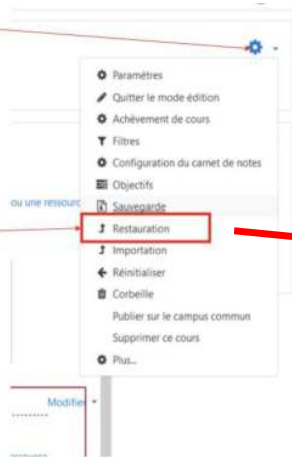 Paramètres
Quitter le mode édition
Achèvement de cours
Filtres
Configuration du carnet de notes
Objectifs
ou une ressourc
Sauvegarde
Restauration
Importation
Réinitialiser
Corbeille
Publier sur le campus commun
Supprimer ce cours
Plus...
Modifier